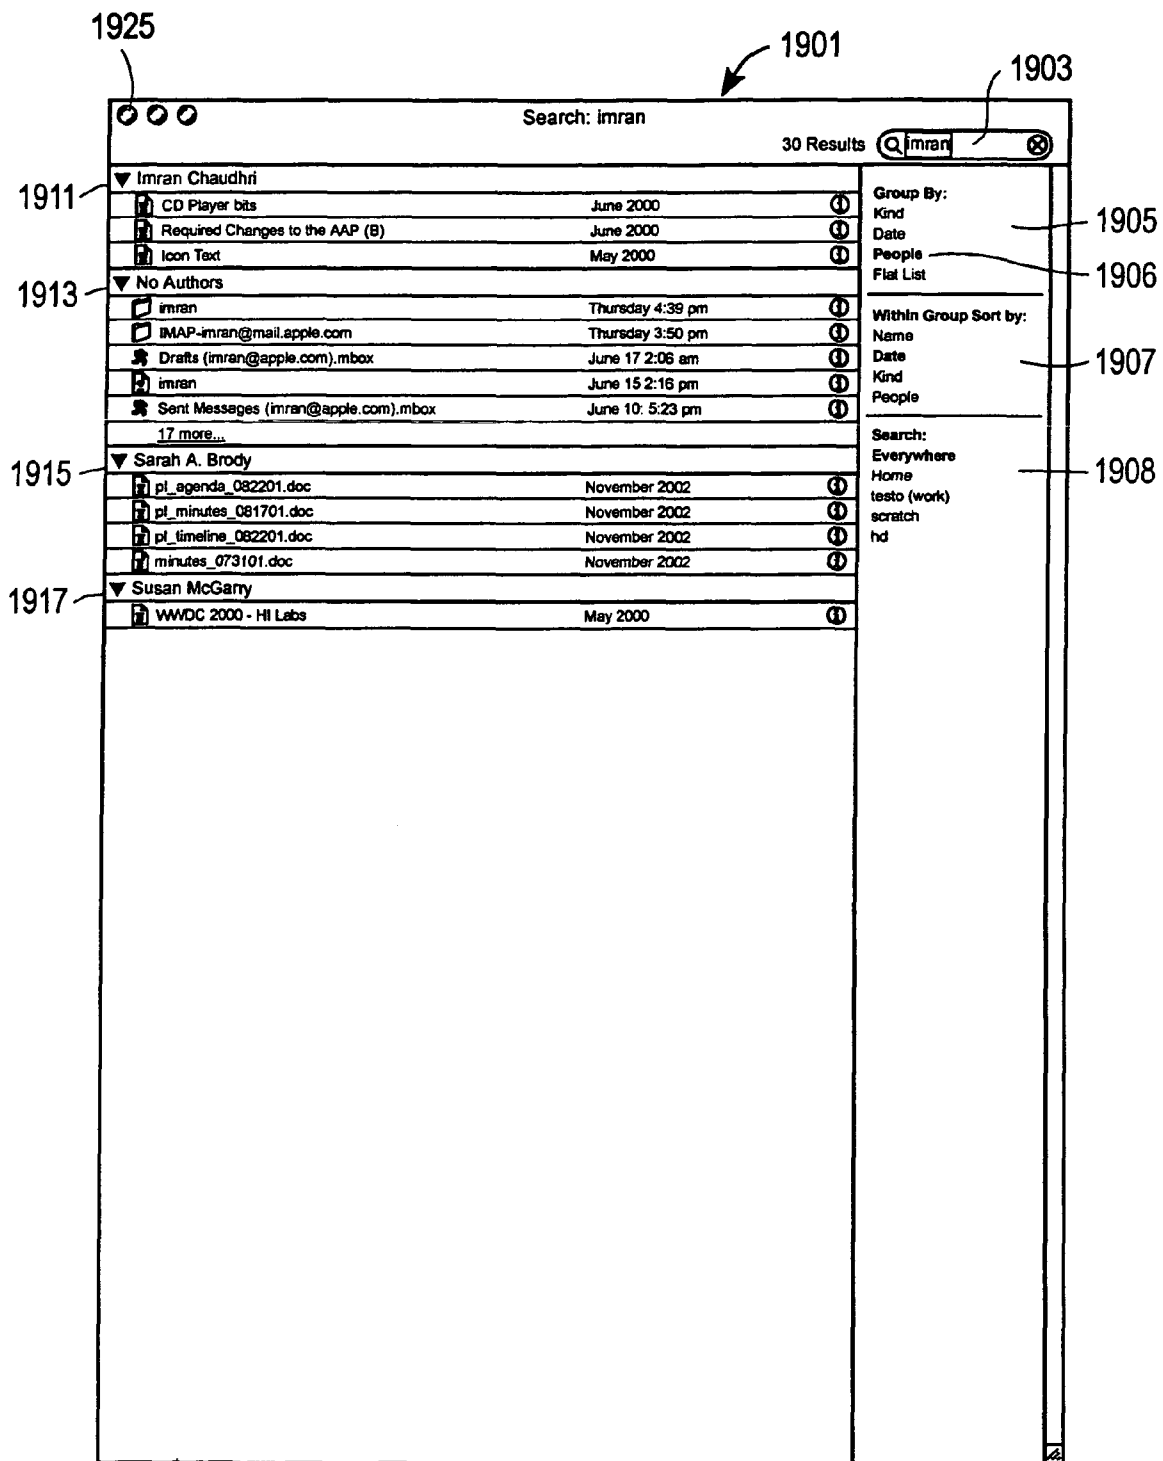 1925
1901
1903
Search: imran
30 Results imran
1911
Imran Chaudhri
CD Player bits June 2000
Required Changes to the AAP (B) June 2000
Icon Text May 2000
1913
No Authors
imran Thursday 4:39 pm
IMAP-imran@mail.apple.com Thursday 3:50 pm
Drafts (imran@apple.com).mbox June 17 2:06 am
imran June 15 2:16 pm
Sent Messages (imran@apple.com).mbox June 10: 5:23 pm
17 more...
1915
Sarah A. Brody
pl_agenda_082201.doc November 2002
pl_minutes_081701.doc November 2002
pl_timeline_082201.doc November 2002
minutes_073101.doc November 2002
1917
Susan McGarry
WWDC 2000 - HI Labs May 2000
Group By:
Kind
Date
People
Flat List
1905
1906
Within Group Sort by:
Name
Date
Kind
People
1907
Search:
Everywhere
Home
testo (work)
scratch
hd
1908